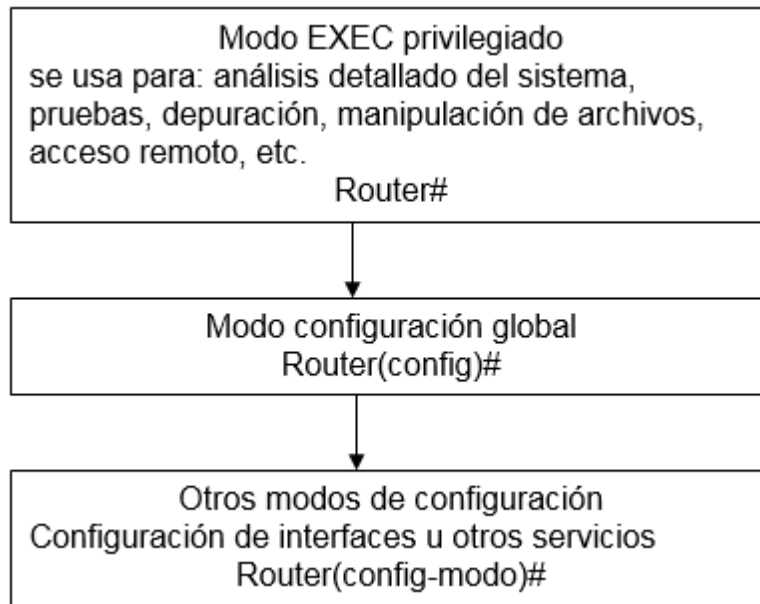 Modo EXEC privilegiado
se usa para: análisis detallado del sistema,
pruebas, depuración, manipulación de archivos,
acceso remoto, etc.
Router#
Modo configuración global
Router(config)#
Otros modos de configuración
Configuración de interfaces u otros servicios
Router(config-modo)#